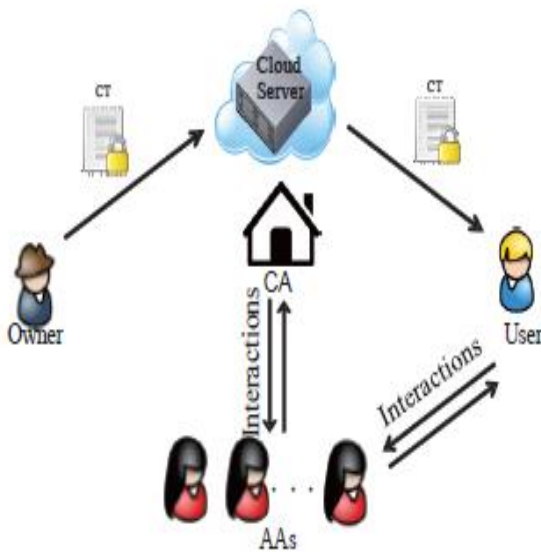 Cloud
Server
CT
CT
CA
Owner
User
Interactions
Interactions
. . .
AAs